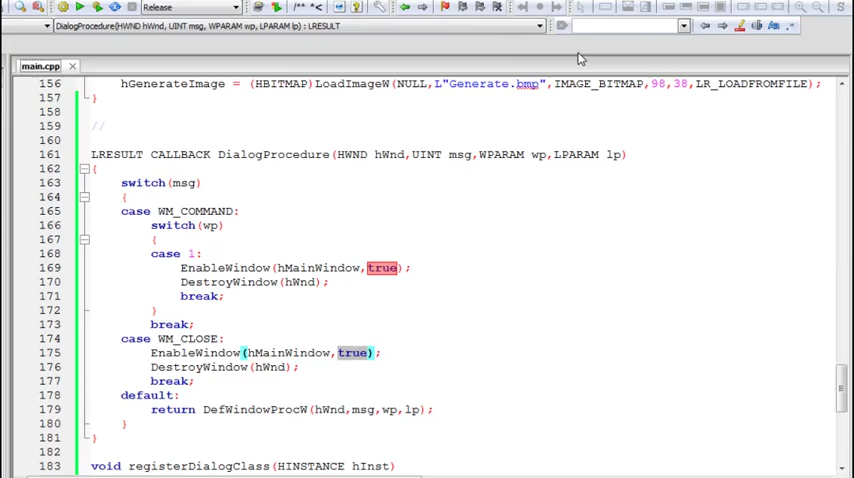 Release
/** *<
DialogProcedure(HWND hWnd, UINT msg, WPARAM wp, LPARAM lp) : LRESULT
Aa .*
main.cpp
156 hGenerateImage = (HBITMAP)LoadImageW(NULL,L"Generate.bmp",IMAGE_BITMAP,98,38,LR_LOADFROMFILE);
157 }
158
159 //
160
161 LRESULT CALLBACK DialogProcedure(HWND hWnd,UINT msg,WPARAM wp,LPARAM lp)
162 {
163 switch(msg)
164 {
165 case WM_COMMAND:
166 switch(wp)
167 {
168 case 1:
169 EnableWindow(hMainWindow,true);
170 DestroyWindow(hWnd);
171 break;
172 }
173 break;
174 case WM_CLOSE:
175 EnableWindow(hMainWindow,true);
176 DestroyWindow(hWnd);
177 break;
178 default:
179 return DefWindowProcW(hWnd,msg,wp,lp);
180 }
181 }
182
183 void registerDialogClass(HINSTANCE hInst)